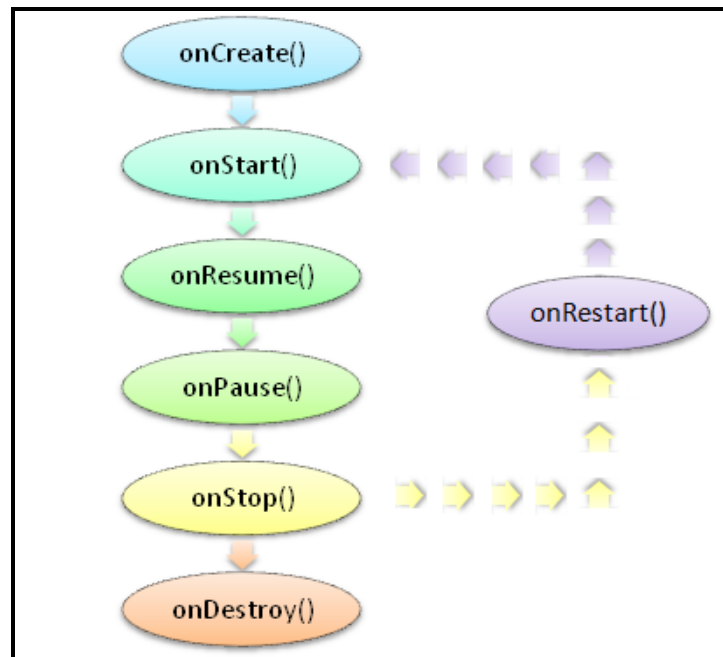 onCreate()
onStart()
onResume()
onRestart()
onPause()
onStop()
onDestroy()